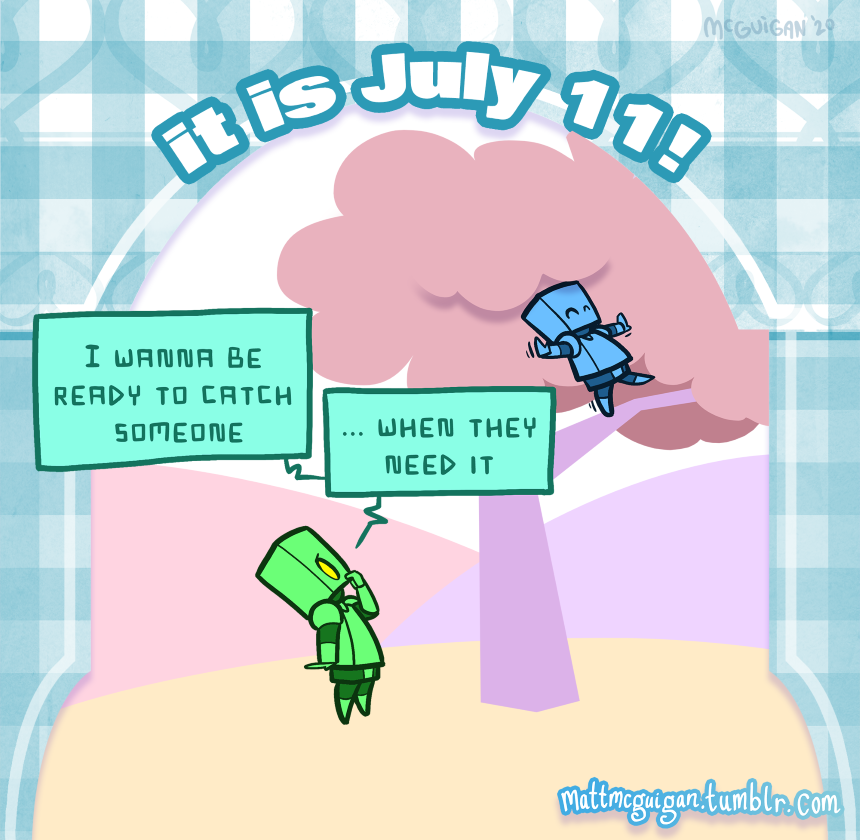 McGUIGAN '20
it is July 11!
I WANNA BE
READY TO CATCH
SOMEONE
... WHEN THEY
NEED IT
mattmcguigan.tumblr.com